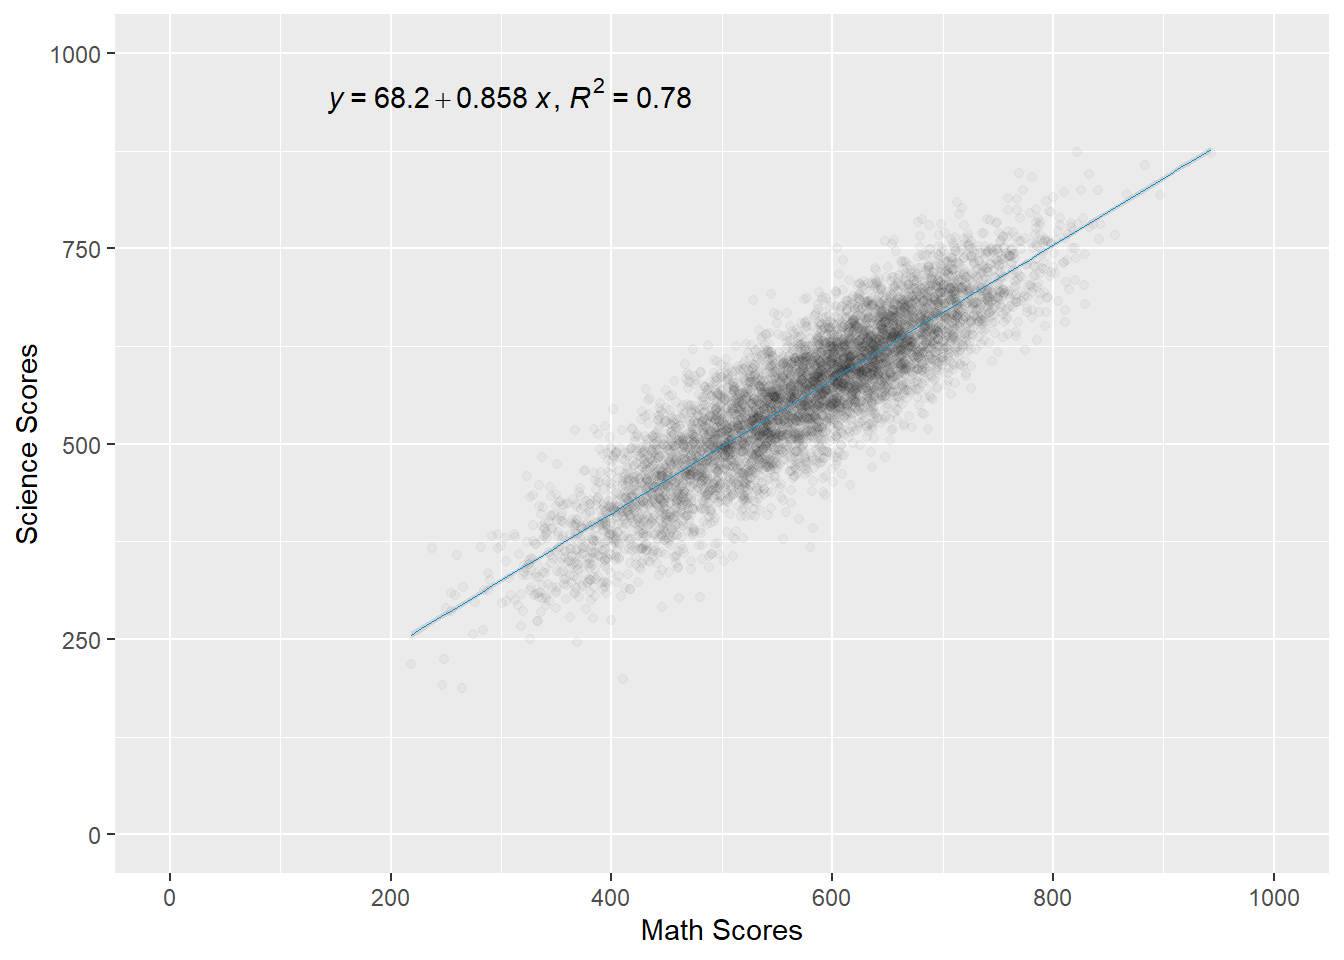 y = 68.2 + 0.858 x, R² = 0.78
1000
750
500
250
0
Science Scores
0 200 400 600 800 1000
Math Scores